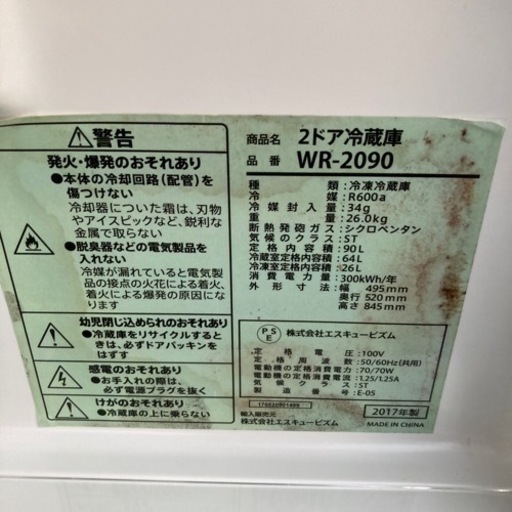 警告
発火・爆発のおそれあり
●本体の冷却回路(配管)を
傷つけない
冷却器についた霜は、刃物
やアイスピックなど、鋭利な
金属で取らない
●脱臭器などの電気製品を
入れない
冷媒が漏れていると電気製
品の接点の火花による着火、
着火による爆発の原因に
なります
幼児閉じ込められのおそれあり
●冷蔵庫をリサイクルすると
きは、必ずドアパッキンを
はずす
感電のおそれあり
●お手入れの際は、
必ず電源プラグを抜く
けがのおそれあり
●冷蔵庫の上に乗らない
商品名 2ドア冷蔵庫
品番 WR-2090
種類:冷凍冷蔵庫
冷媒:R600a
冷媒封入量:34g
重量:26.0kg
断熱発砲ガス:シクロペンタン
気候のクラス:ST
定格内容積:90L
冷蔵室定格内容積:64L
冷凍室定格内容積:26L
消費電力量:300kWh/年
外形寸法:幅 495mm
奥行 520mm
高さ 845mm
PSE 株式会社エスキュービズム
定格電圧:100V
定格周波数:50/60Hz(共用)
電動機の定格消費電力:70/70W
電動機の定格消費電流:1.25/1.25A
気候クラス:ST
製造番号:E-05
輸入販売元
株式会社エスキュービズム
2017年製
MADE IN CHINA